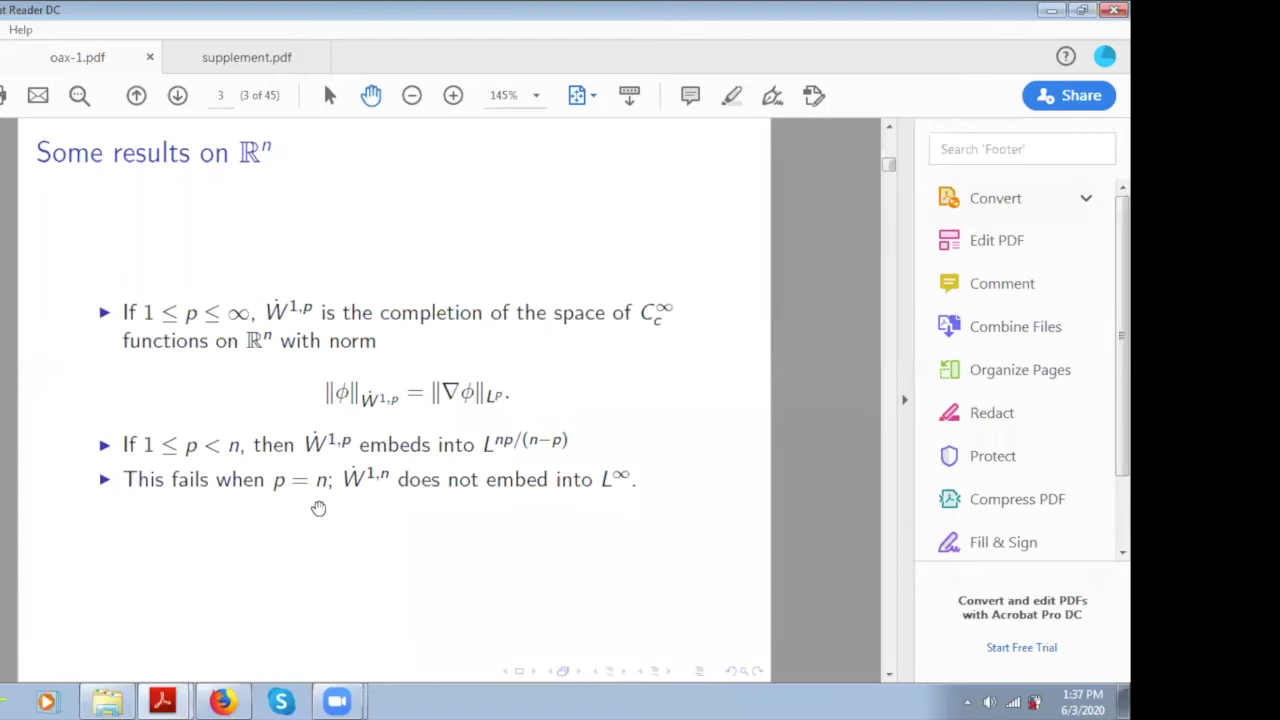 t Reader DC
Help
oax-1.pdf
supplement.pdf
3 (3 of 45)
145%
Share
Some results on ℝⁿ
Search 'Footer'
Convert
Edit PDF
Comment
Combine Files
Organize Pages
Redact
Protect
Compress PDF
Fill & Sign
▶ If 1 ≤ p ≤ ∞, Ẇ^{1,p} is the completion of the space of C_c^∞
functions on ℝⁿ with norm
‖ϕ‖_{Ẇ^{1,p}} = ‖∇ϕ‖_{L^p}.
▶ If 1 ≤ p < n, then Ẇ^{1,p} embeds into L^{np/(n−p)}
▶ This fails when p = n; Ẇ^{1,n} does not embed into L^∞.
Convert and edit PDFs
with Acrobat Pro DC
Start Free Trial
1:37 PM
6/3/2020